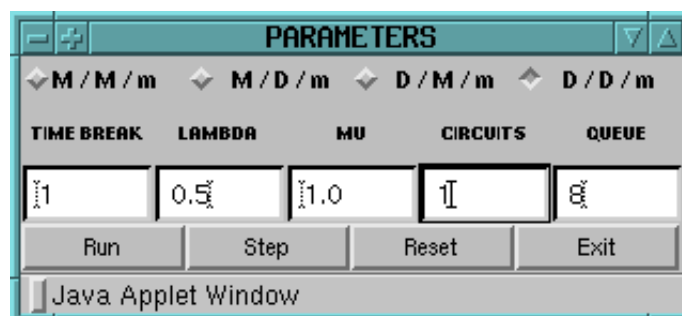 PARAMETERS
M / M / m M / D / m D / M / m D / D / m
TIME BREAK LAMBDA MU CIRCUITS QUEUE
1 0.5 1.0 1 8
Run Step Reset Exit
Java Applet Window